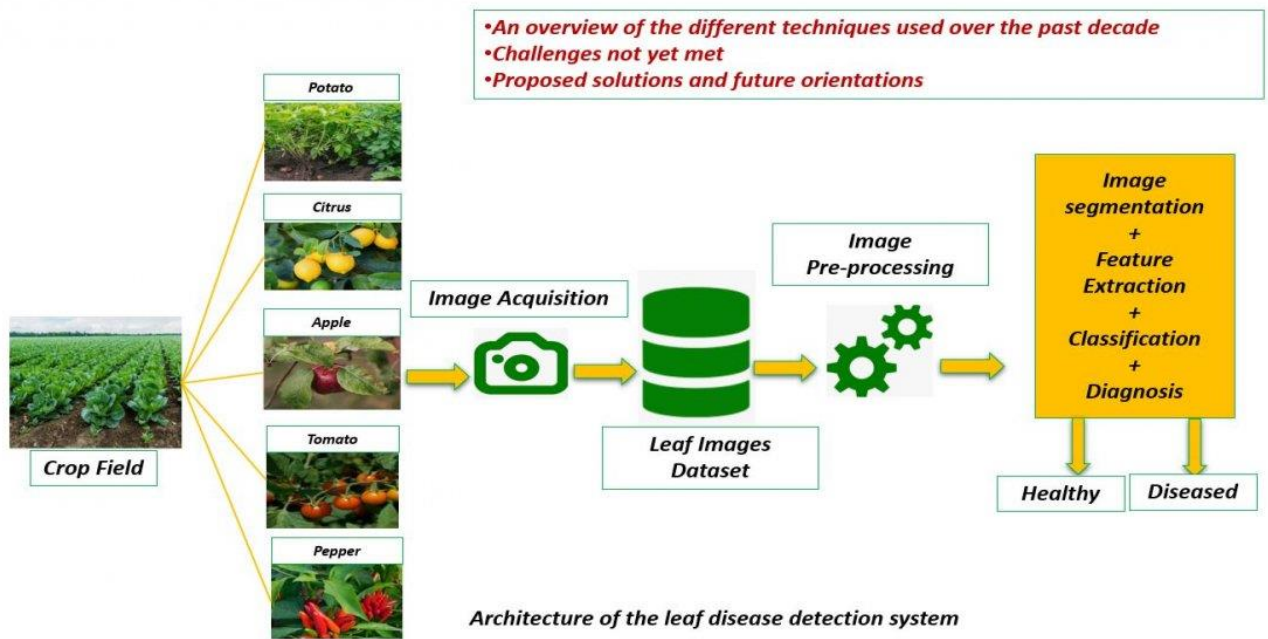 •An overview of the different techniques used over the past decade
•Challenges not yet met
•Proposed solutions and future orientations
Potato
Citrus
Apple
Tomato
Pepper
Crop Field
Image Acquisition
Leaf Images
Dataset
Image
Pre-processing
Image
segmentation
+
Feature
Extraction
+
Classification
+
Diagnosis
Healthy
Diseased
Architecture of the leaf disease detection system